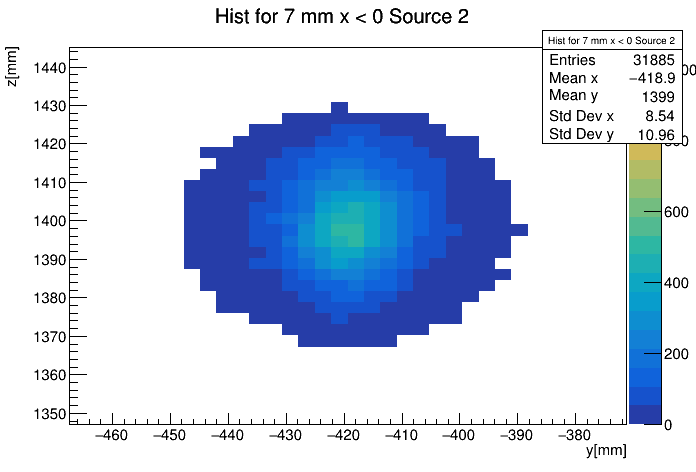 Hist for 7 mm x < 0 Source 2
z[mm]
Hist for 7 mm x < 0 Source 2
Entries 31885
Mean x −418.9
Mean y 1399
Std Dev x 8.54
Std Dev y 10.96
1440
1430
1420
1410
1400
1390
1380
1370
1360
1350
600
400
200
0
−460 −450 −440 −430 −420 −410 −400 −390 −380
y[mm]